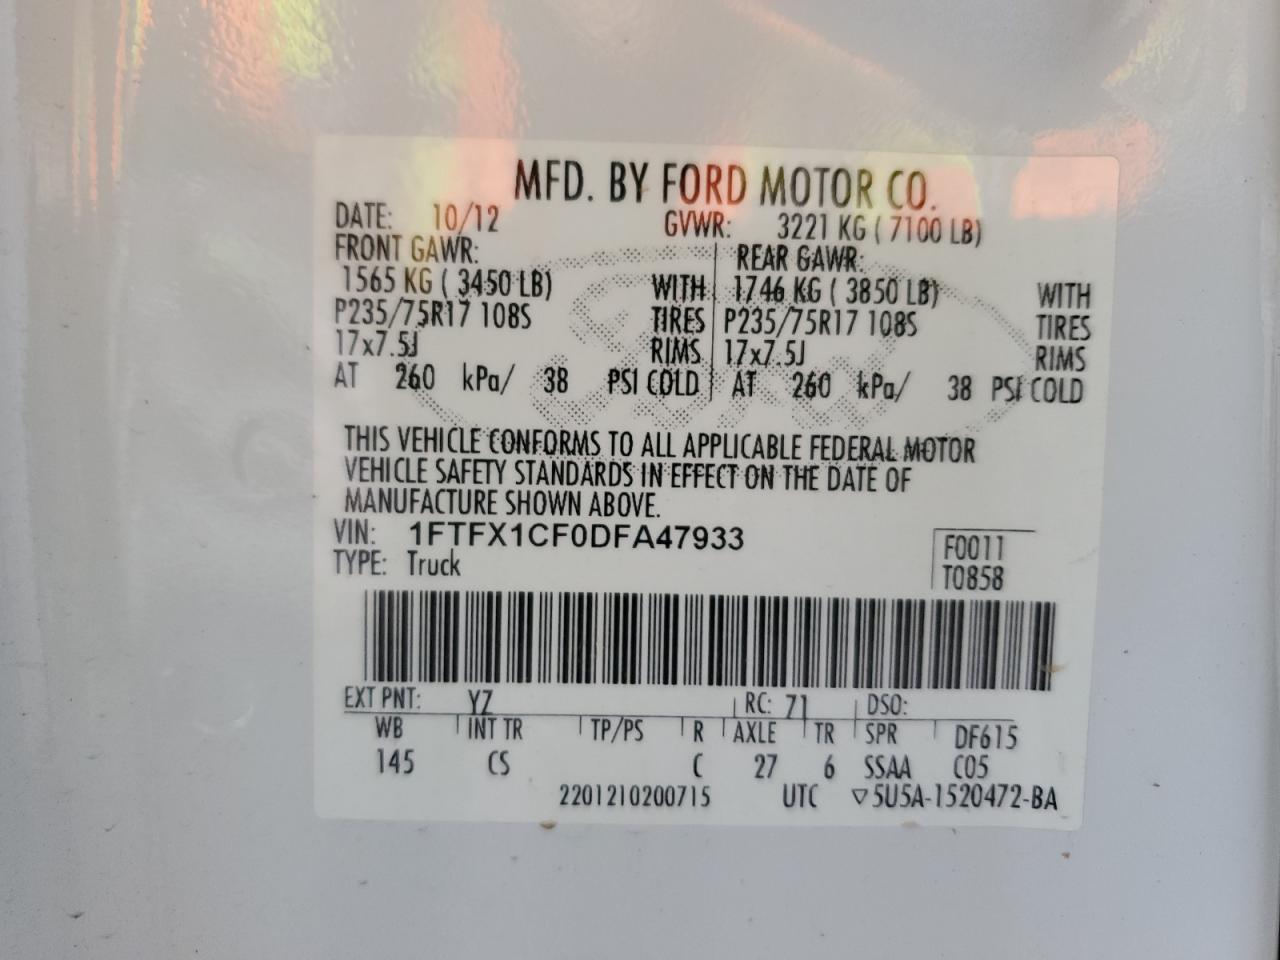 MFD. BY FORD MOTOR CO.
DATE: 10/12 GVWR: 3221 KG ( 7100 LB)
FRONT GAWR: REAR GAWR:
1565 KG ( 3450 LB) WITH 1746 KG ( 3850 LB) WITH
P235/75R17 108S TIRES P235/75R17 108S TIRES
17x7.5J RIMS 17x7.5J RIMS
AT 260 kPa/ 38 PSI COLD AT 260 kPa/ 38 PSI COLD
Ford
THIS VEHICLE CONFORMS TO ALL APPLICABLE FEDERAL MOTOR
VEHICLE SAFETY STANDARDS IN EFFECT ON THE DATE OF
MANUFACTURE SHOWN ABOVE.
VIN: 1FTFX1CF0DFA47933
TYPE: Truck
F0011
T0858
EXT PNT: YZ RC: 71 DSO:
WB INT TR TP/PS R AXLE TR SPR DF615
145 CS C 27 6 SSAA C05
2201210200715 UTC ▽5U5A-1520472-BA